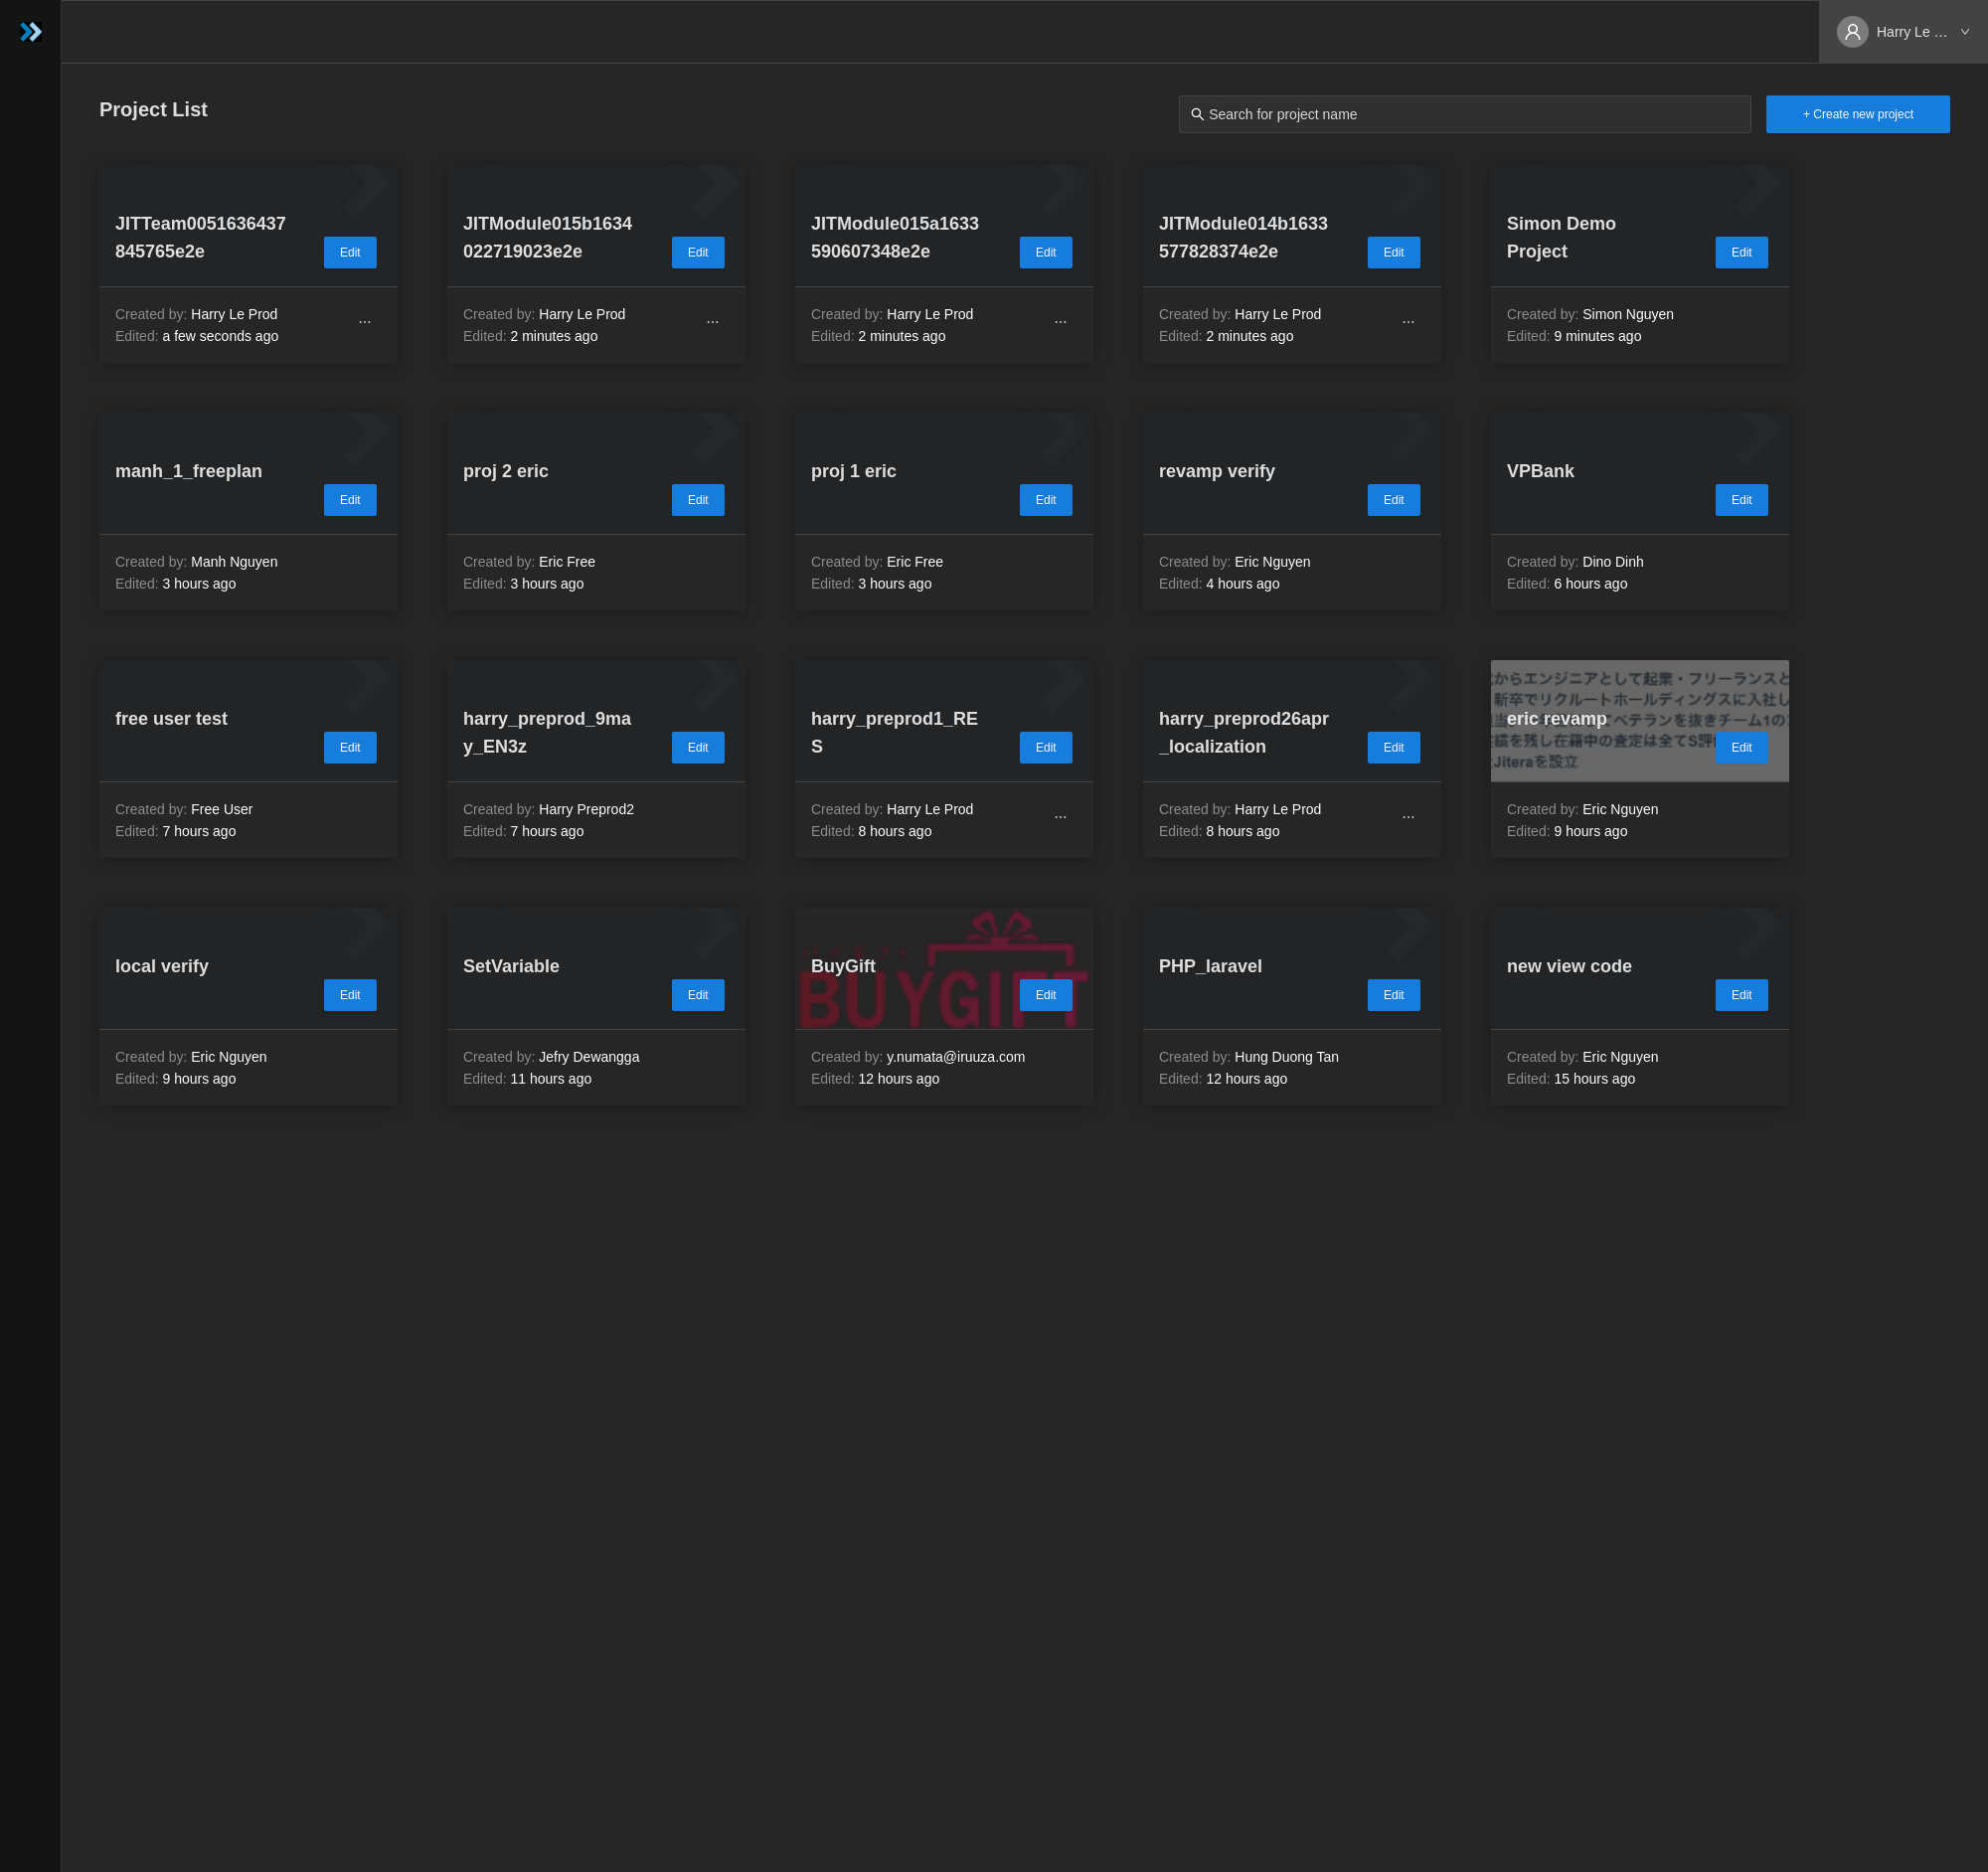 Harry Le ...
Project List
Search for project name
+ Create new project
JITTeam0051636437
845765e2e
Edit
Created by: Harry Le Prod
Edited: a few seconds ago
...
JITModule015b1634
022719023e2e
Edit
Created by: Harry Le Prod
Edited: 2 minutes ago
...
JITModule015a1633
590607348e2e
Edit
Created by: Harry Le Prod
Edited: 2 minutes ago
...
JITModule014b1633
577828374e2e
Edit
Created by: Harry Le Prod
Edited: 2 minutes ago
...
Simon Demo
Project
Edit
Created by: Simon Nguyen
Edited: 9 minutes ago
manh_1_freeplan
Edit
Created by: Manh Nguyen
Edited: 3 hours ago
proj 2 eric
Edit
Created by: Eric Free
Edited: 3 hours ago
proj 1 eric
Edit
Created by: Eric Free
Edited: 3 hours ago
revamp verify
Edit
Created by: Eric Nguyen
Edited: 4 hours ago
VPBank
Edit
Created by: Dino Dinh
Edited: 6 hours ago
free user test
Edit
Created by: Free User
Edited: 7 hours ago
harry_preprod_9ma
y_EN3z
Edit
Created by: Harry Preprod2
Edited: 7 hours ago
harry_preprod1_RE
S
Edit
Created by: Harry Le Prod
Edited: 8 hours ago
...
harry_preprod26apr
_localization
Edit
Created by: Harry Le Prod
Edited: 8 hours ago
...
からエンジニアとして起業・フリーランスと
新卒でリクルートホールディングスに入社し
eric revamp
てベテランを抜きチーム1の
績を残し在籍中の査定は全てS評
Edit
Jiteraを設立
Created by: Eric Nguyen
Edited: 9 hours ago
local verify
Edit
Created by: Eric Nguyen
Edited: 9 hours ago
SetVariable
Edit
Created by: Jefry Dewangga
Edited: 11 hours ago
BuyGift
BUYGIFT
Edit
Created by: y.numata@iruuza.com
Edited: 12 hours ago
PHP_laravel
Edit
Created by: Hung Duong Tan
Edited: 12 hours ago
new view code
Edit
Created by: Eric Nguyen
Edited: 15 hours ago